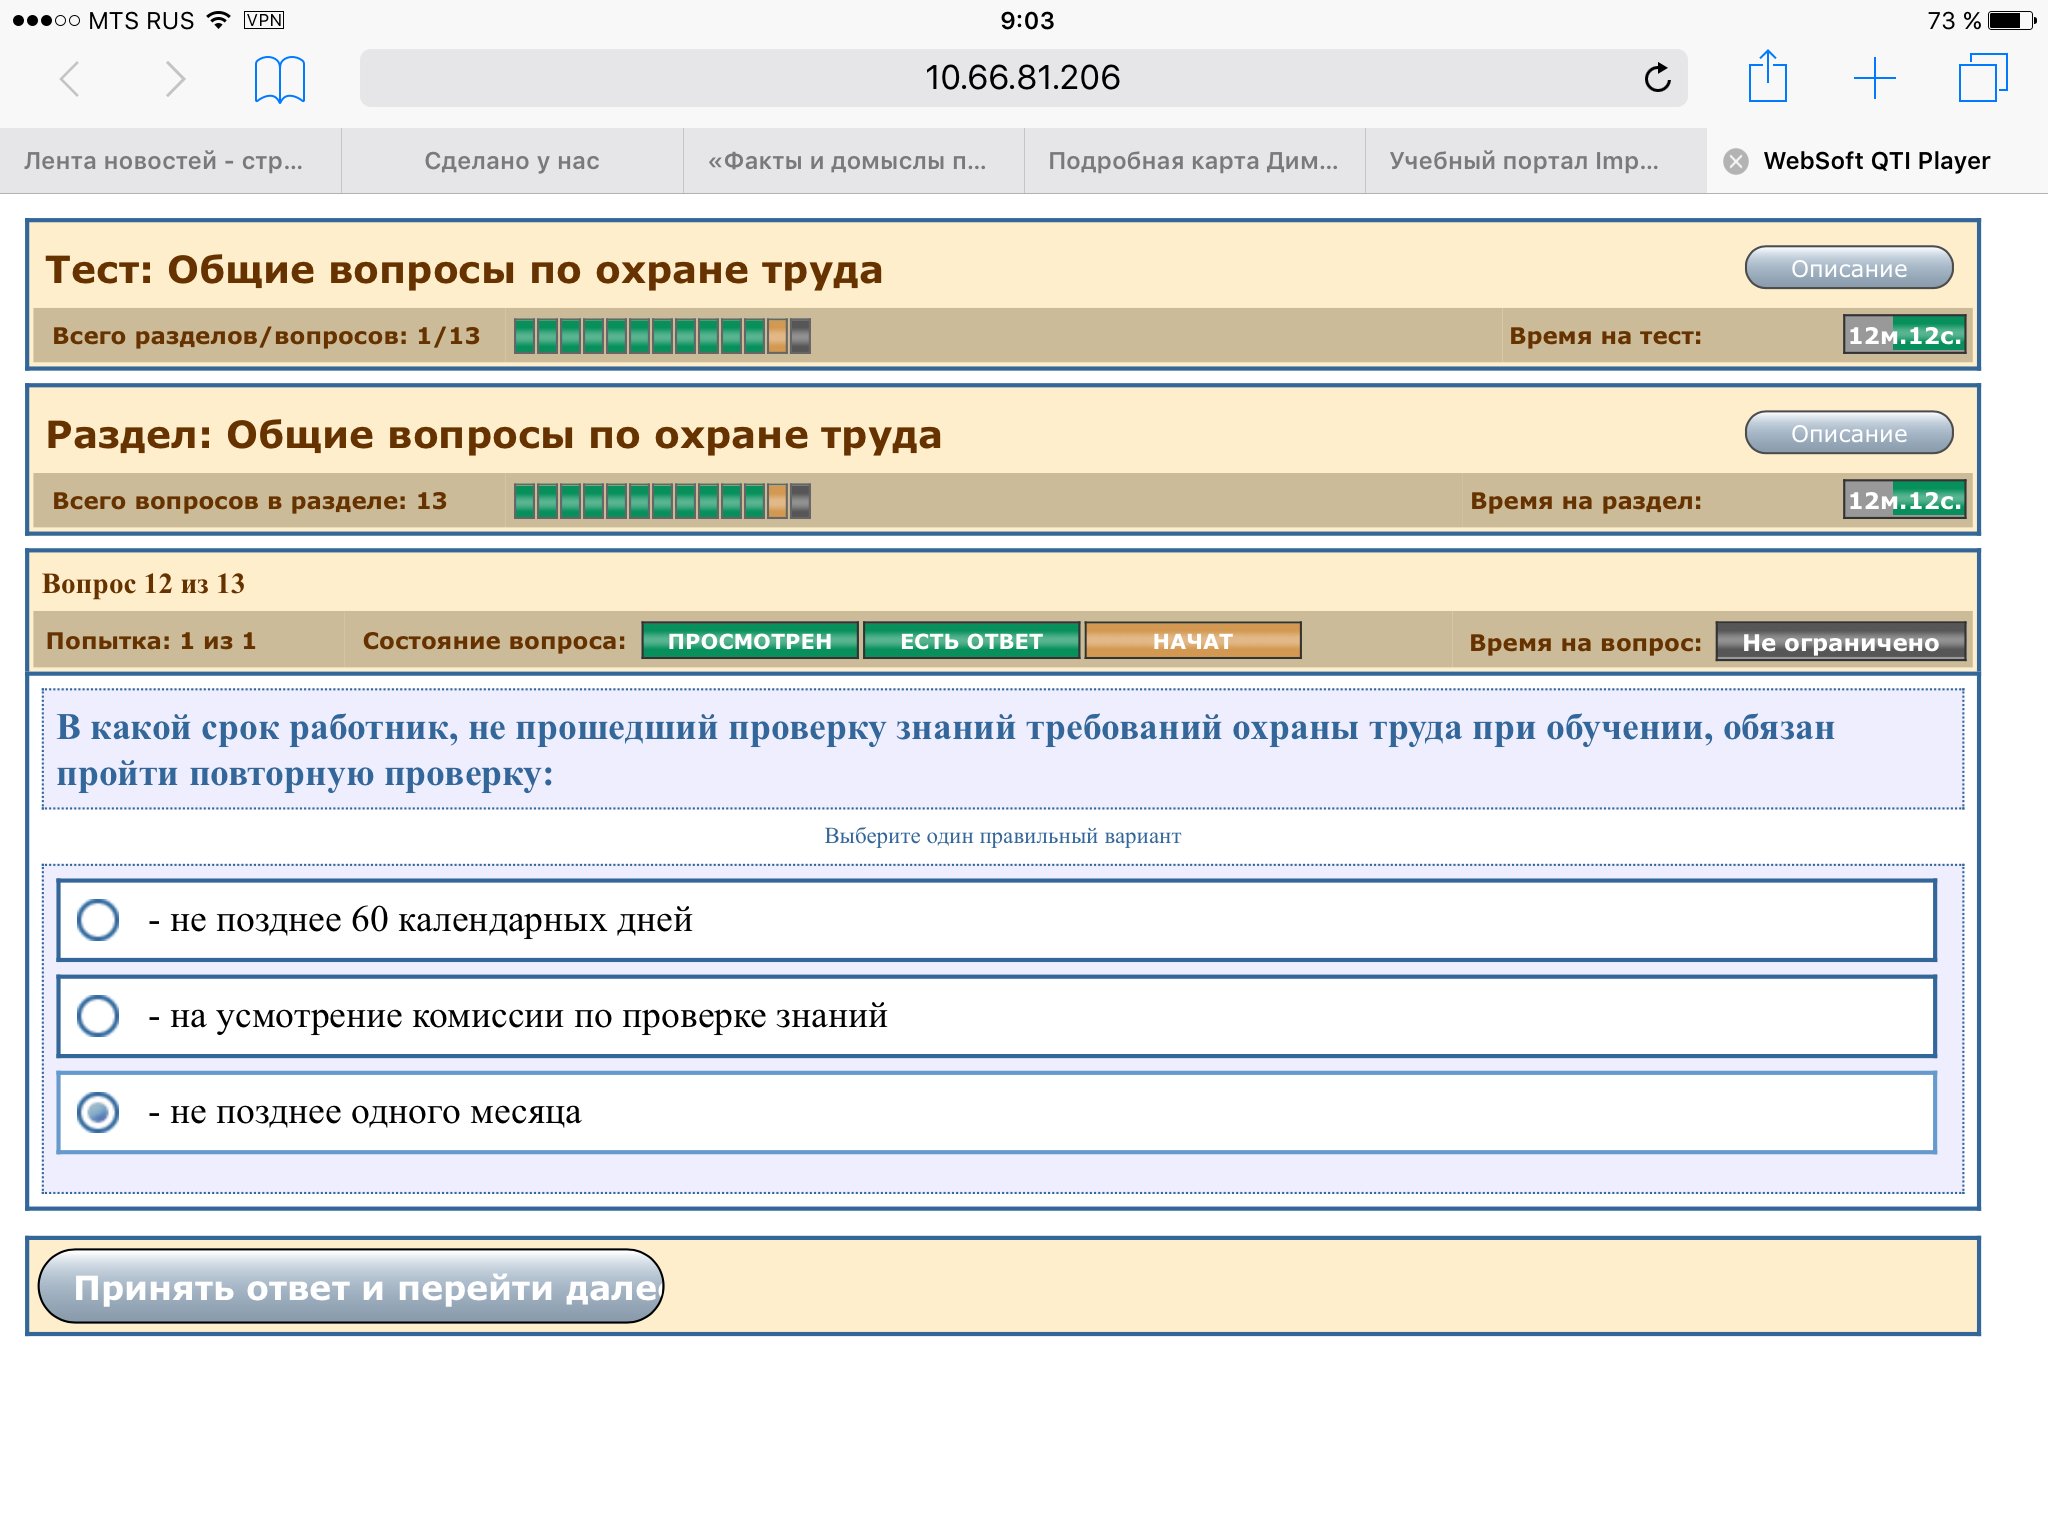 MTS RUS VPN 9:03 73 %
10.66.81.206
Лента новостей - стр... Сделано у нас «Факты и домыслы п... Подробная карта Дим... Учебный портал Imp... WebSoft QTI Player
Тест: Общие вопросы по охране труда Описание
Всего разделов/вопросов: 1/13 Время на тест: 12м.12с.
Раздел: Общие вопросы по охране труда Описание
Всего вопросов в разделе: 13 Время на раздел: 12м.12с.
Вопрос 12 из 13
Попытка: 1 из 1 Состояние вопроса: ПРОСМОТРЕН ЕСТЬ ОТВЕТ НАЧАТ Время на вопрос: Не ограничено
В какой срок работник, не прошедший проверку знаний требований охраны труда при обучении, обязан
пройти повторную проверку:
Выберите один правильный вариант
- не позднее 60 календарных дней
- на усмотрение комиссии по проверке знаний
- не позднее одного месяца
Принять ответ и перейти дале